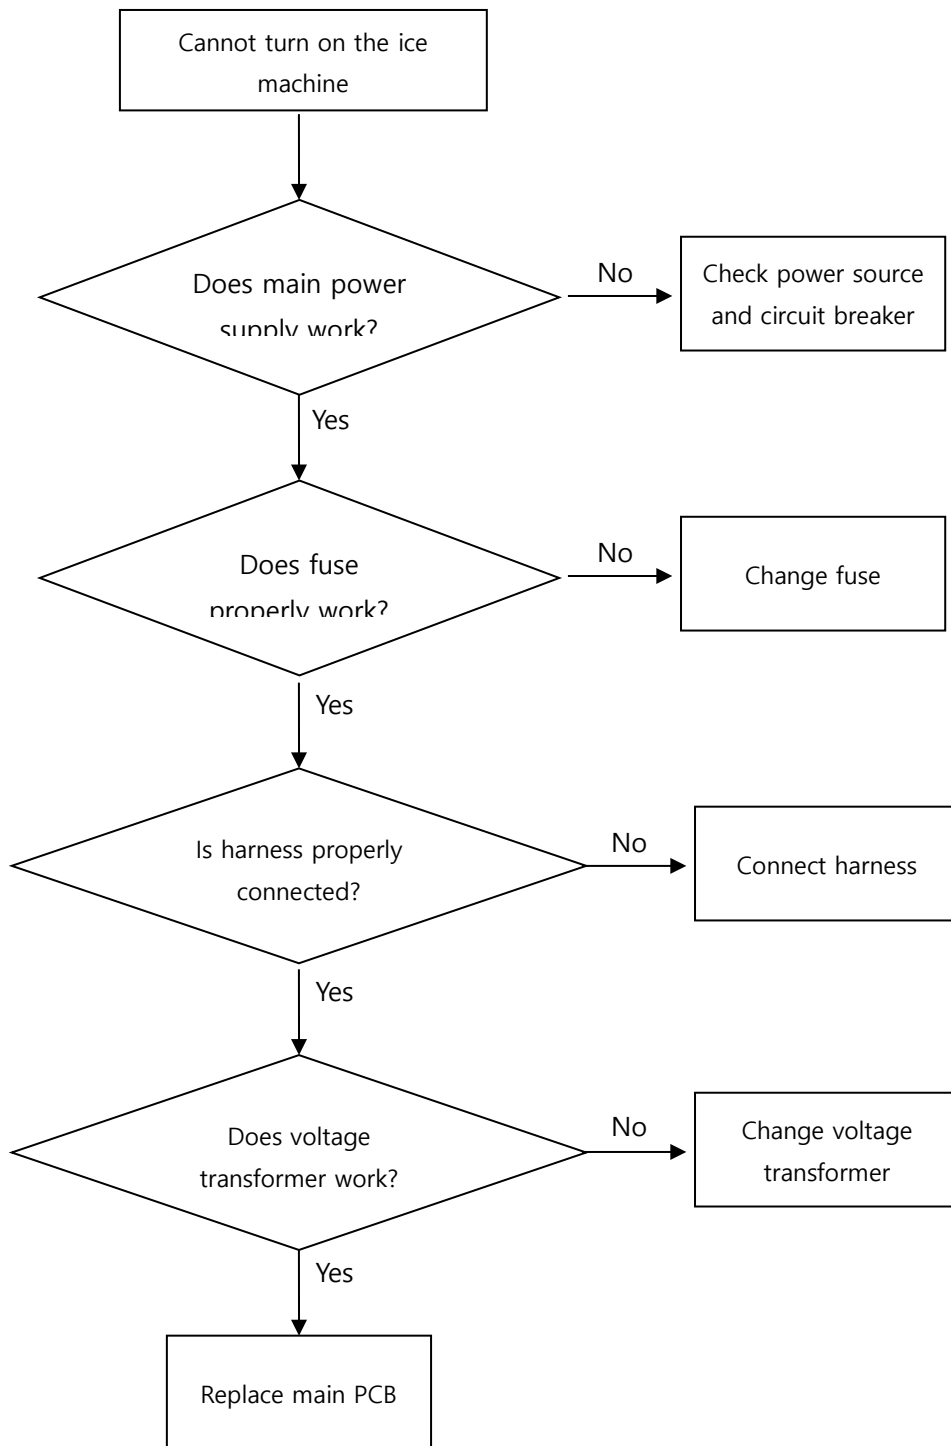 Cannot turn on the ice
machine
Does main power
supply work?
No
Check power source
and circuit breaker
Yes
Does fuse
properly work?
No
Change fuse
Yes
Is harness properly
connected?
No
Connect harness
Yes
Does voltage
transformer work?
No
Change voltage
transformer
Yes
Replace main PCB